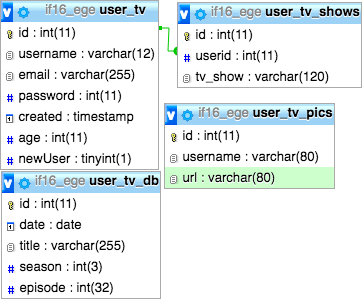 if16_ege user_tv
id : int(11)
username : varchar(12)
email : varchar(255)
password : int(11)
created : timestamp
age : int(11)
newUser : tinyint(1)
if16_ege user_tv_shows
id : int(11)
userid : int(11)
tv_show : varchar(120)
if16_ege user_tv_pics
id : int(11)
username : varchar(80)
url : varchar(80)
if16_ege user_tv_db
id : int(11)
date : date
title : varchar(255)
season : int(3)
episode : int(32)